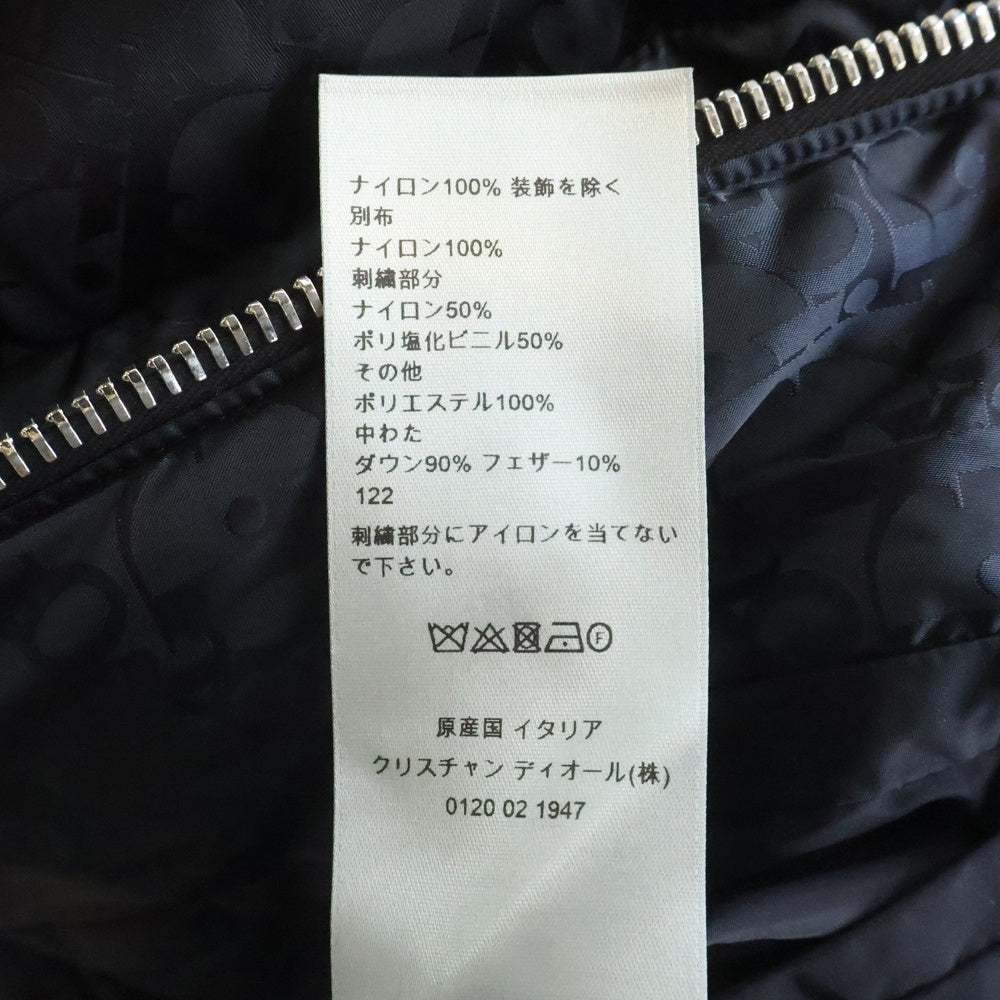 ナイロン100% 装飾を除く
別布
ナイロン100%
刺繍部分
ナイロン50%
ポリ塩化ビニル50%
その他
ポリエステル100%
中わた
ダウン90% フェザー10%
122
刺繍部分にアイロンを当てない
で下さい。
F
原産国 イタリア
クリスチャン ディオール(株)
0120 02 1947